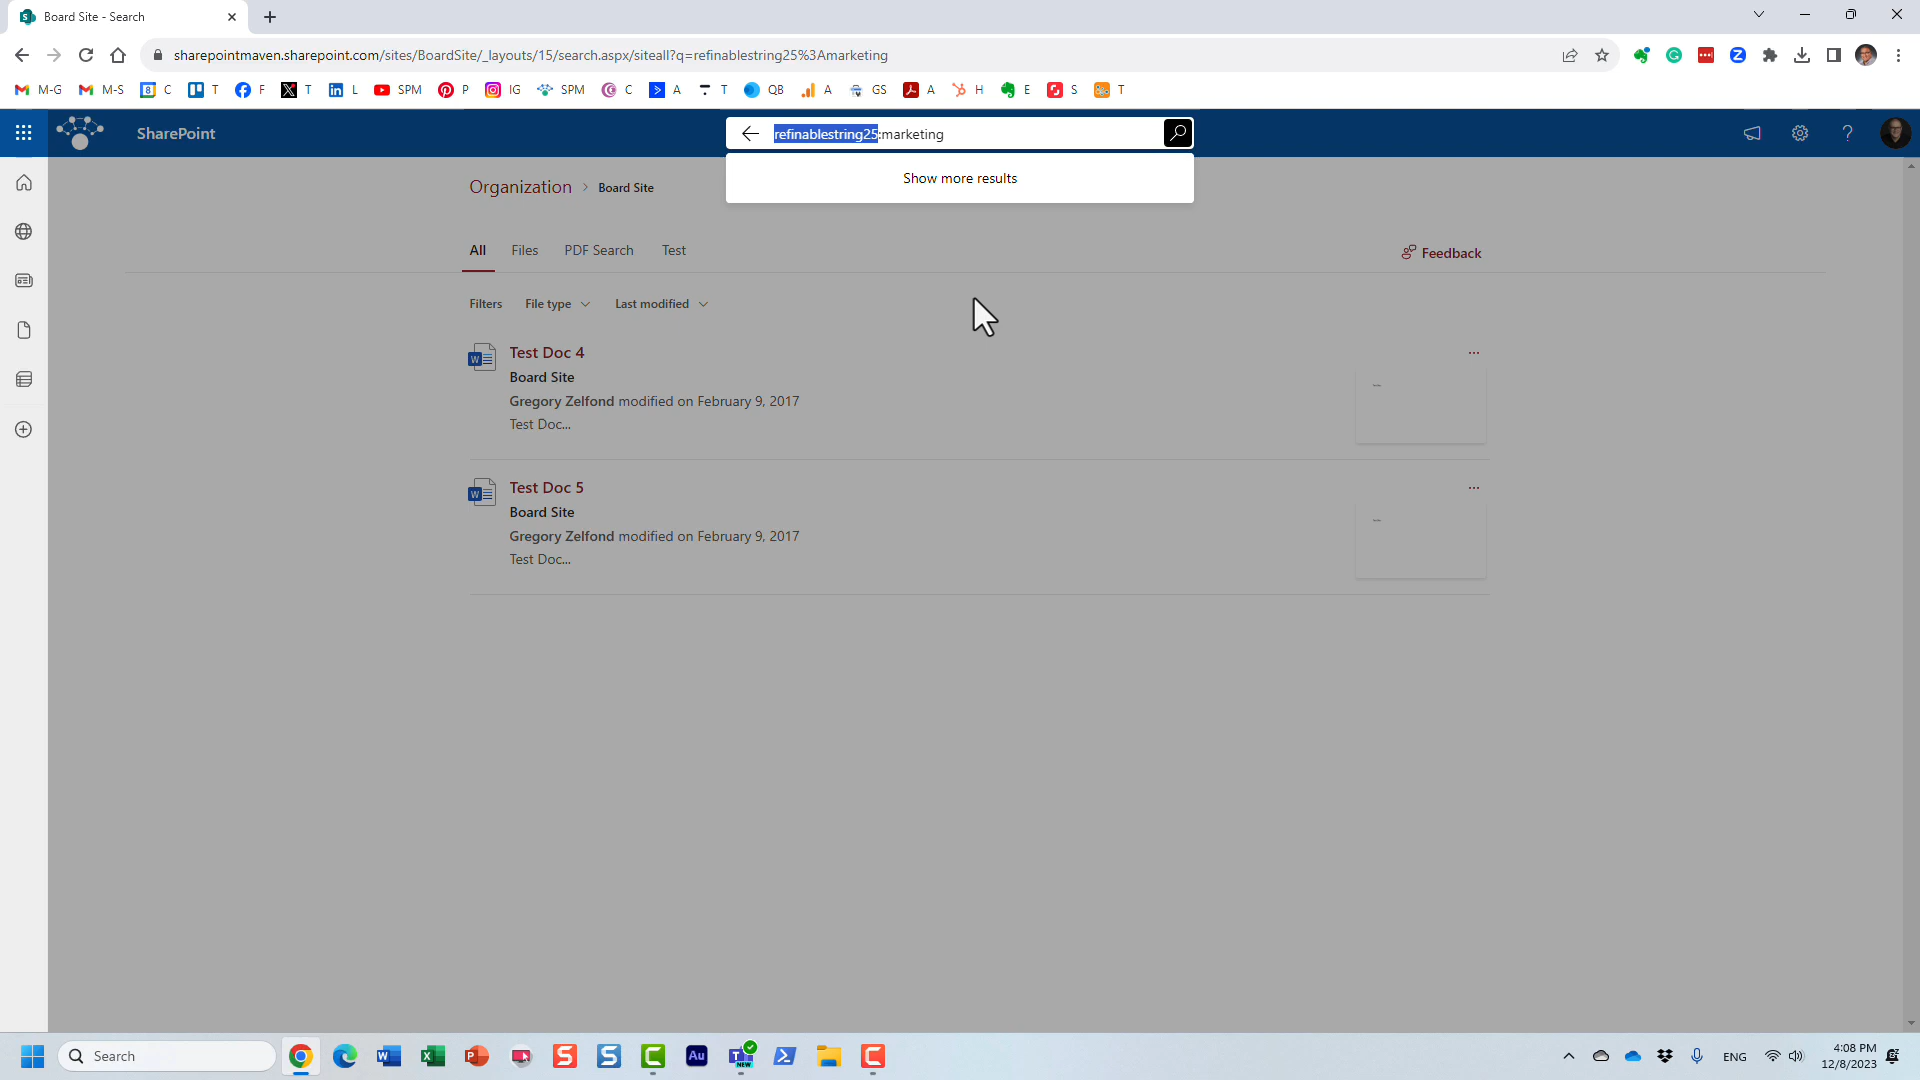 Board Site - Search
sharepointmaven.sharepoint.com/sites/BoardSite/_layouts/15/search.aspx/siteall?q=refinablestring25%3Amarketing
M-G M-S C T F T L SPM P IG SPM C A T QB A GS A H E S T
SharePoint
refinablestring25:marketing
Show more results
Organization > Board Site
All Files PDF Search Test
Feedback
Filters File type Last modified
Test Doc 4
Board Site
Gregory Zelfond modified on February 9, 2017
Test Doc...
Test Doc 5
Board Site
Gregory Zelfond modified on February 9, 2017
Test Doc...
Search
ENG
4:08 PM
12/8/2023